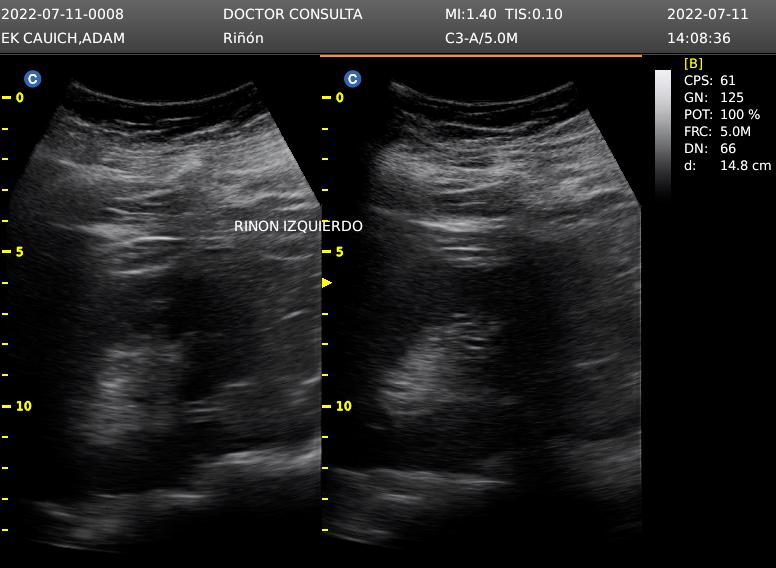 2022-07-11-0008 DOCTOR CONSULTA MI:1.40 TIS:0.10 2022-07-11
EK CAUICH,ADAM Riñón C3-A/5.0M 14:08:36
C C
[B]
CPS: 61
GN: 125
POT: 100 %
FRC: 5.0M
DN: 66
d: 14.8 cm
0 0
RINON IZQUIERDO
5 5
10 10